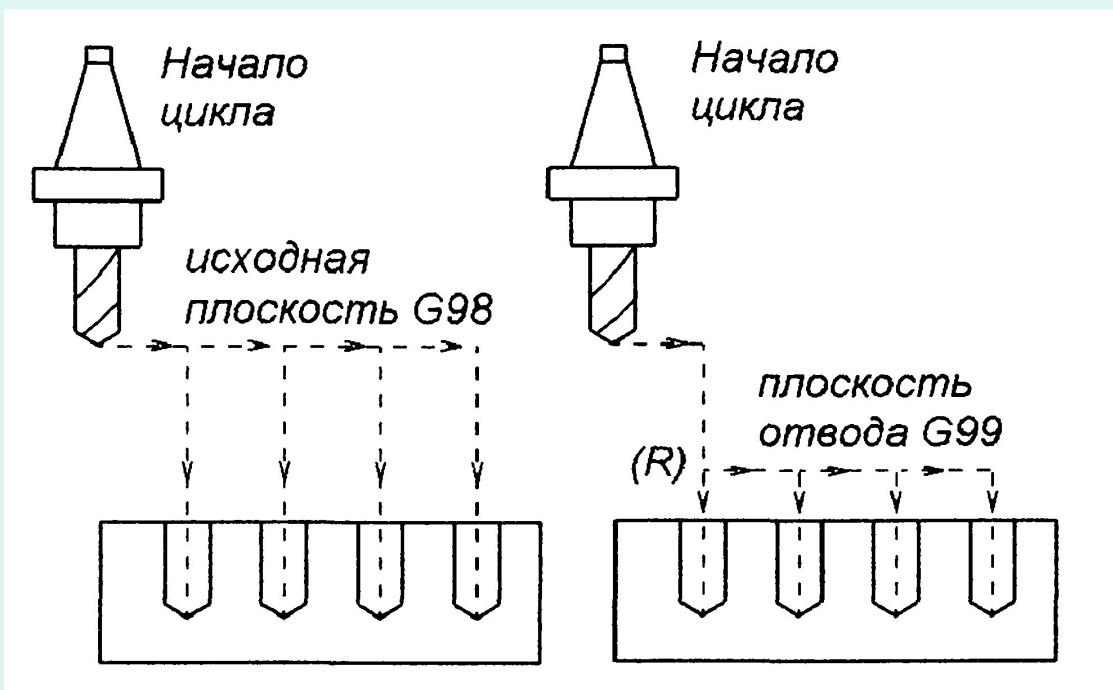 Начало
цикла
исходная
плоскость G98
Начало
цикла
плоскость
отвода G99
(R)